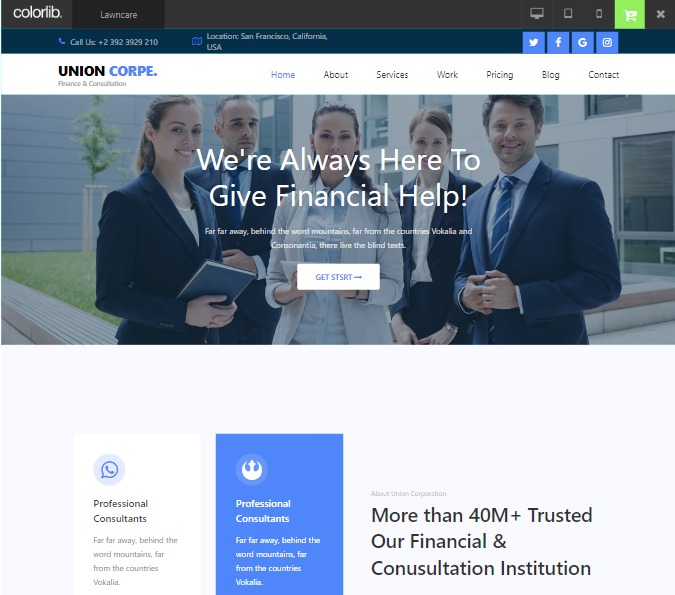 colorlib. Lawncare
Call Us: +2 392 3929 210
Location: San Francisco, California,
USA
UNION CORPE.
Finance & Consultation
Home About Services Work Pricing Blog Contact
We're Always Here To
Give Financial Help!
Far far away, behind the word mountains, far from the countries Vokalia and
Consonantia, there live the blind texts.
GET STSRT
Professional
Consultants
Far far away, behind the
word mountains, far
from the countries
Vokalia.
Professional
Consultants
Far far away, behind the
word mountains, far
from the countries
Vokalia.
About Union Corporation
More than 40M+ Trusted
Our Financial &
Conusultation Institution